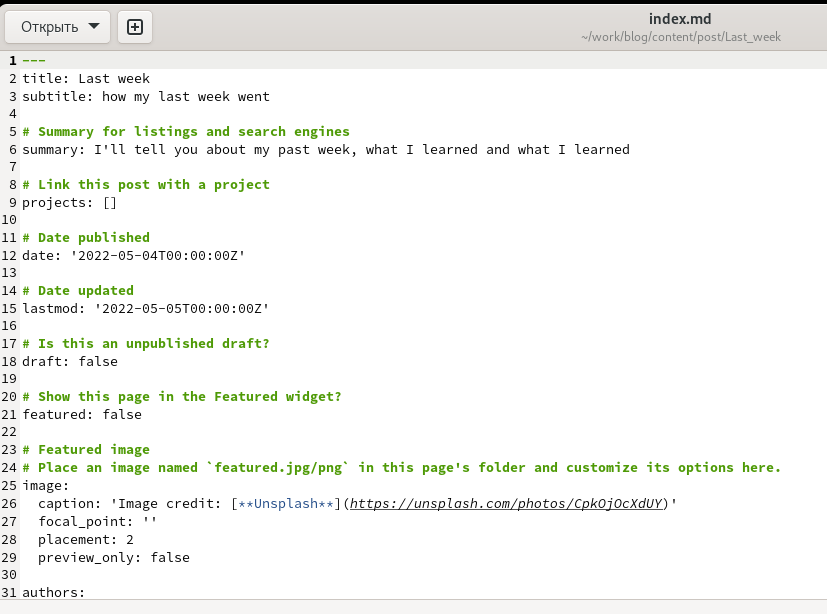 Открыть
index.md
~/work/blog/content/post/Last_week
1 ---
2 title: Last week
3 subtitle: how my last week went
4
5 # Summary for listings and search engines
6 summary: I'll tell you about my past week, what I learned and what I learned
7
8 # Link this post with a project
9 projects: []
10
11 # Date published
12 date: '2022-05-04T00:00:00Z'
13
14 # Date updated
15 lastmod: '2022-05-05T00:00:00Z'
16
17 # Is this an unpublished draft?
18 draft: false
19
20 # Show this page in the Featured widget?
21 featured: false
22
23 # Featured image
24 # Place an image named `featured.jpg/png` in this page's folder and customize its options here.
25 image:
26   caption: 'Image credit: [**Unsplash**](https://unsplash.com/photos/CpkOjOcXdUY)'
27   focal_point: ''
28   placement: 2
29   preview_only: false
30
31 authors: